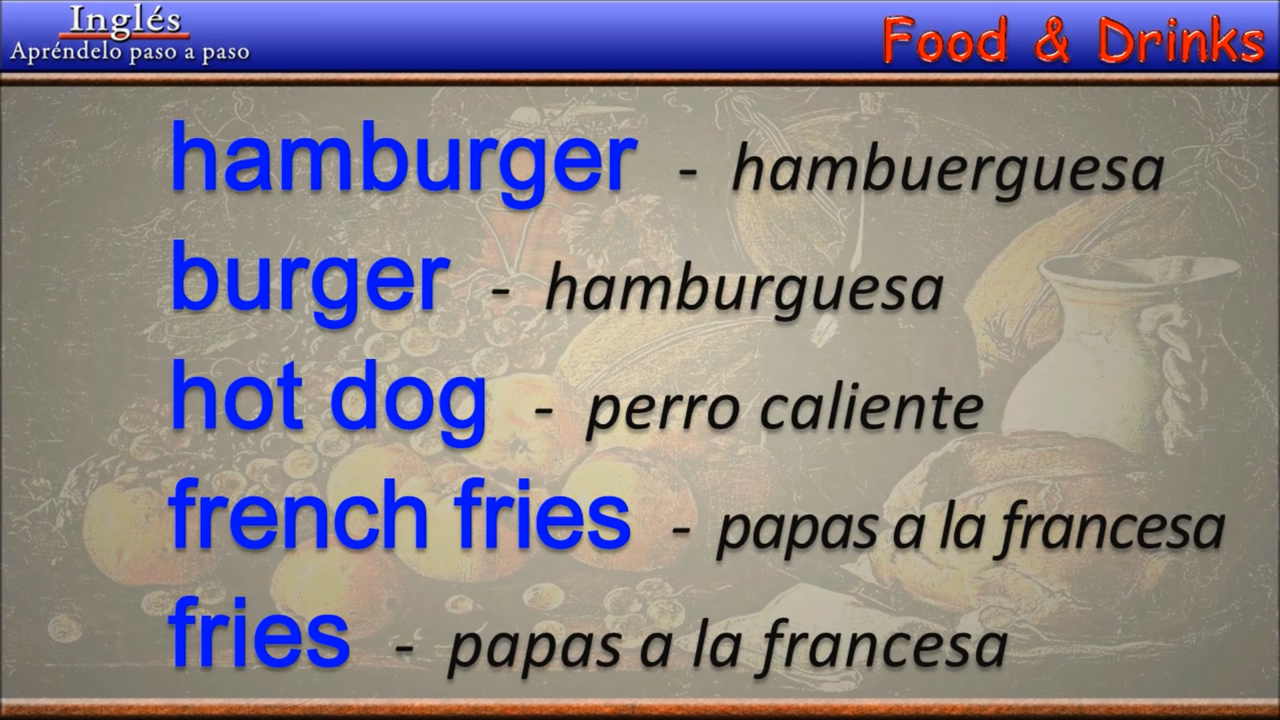 Inglés
Apréndelo paso a paso
Food & Drinks
hamburger - hambuerguesa
burger - hamburguesa
hot dog - perro caliente
french fries - papas a la francesa
fries - papas a la francesa